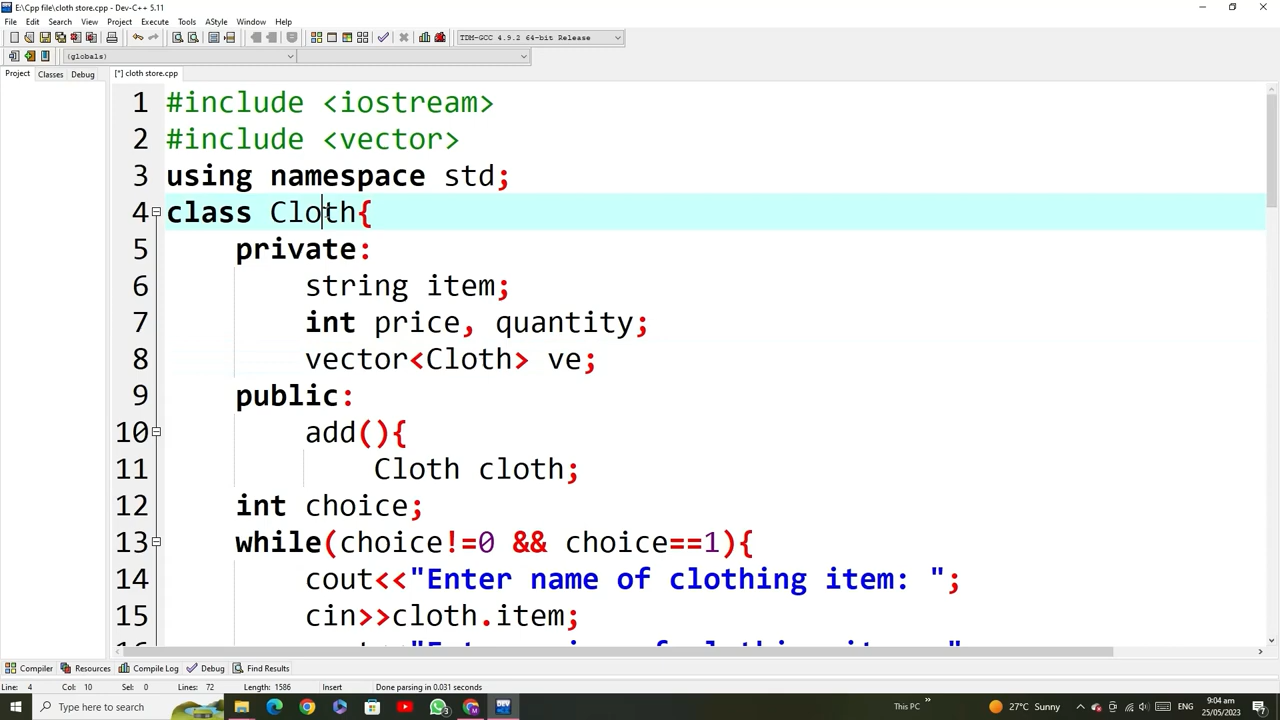 E:\Cpp file\cloth store.cpp - Dev-C++ 5.11
File Edit Search View Project Execute Tools AStyle Window Help
TDM-GCC 4.9.2 64-bit Release
(globals)
Project Classes Debug [*] cloth store.cpp
1 #include <iostream>
2 #include <vector>
3 using namespace std;
4 class Cloth{
5 private:
6 string item;
7 int price, quantity;
8 vector<Cloth> ve;
9 public:
10 add(){
11 Cloth cloth;
12 int choice;
13 while(choice!=0 && choice==1){
14 cout<<"Enter name of clothing item: ";
15 cin>>cloth.item;
Compiler Resources Compile Log Debug Find Results
Line: 4 Col: 10 Sel: 0 Lines: 72 Length: 1586 Insert Done parsing in 0.031 seconds
Type here to search 3 This PC » 27°C Sunny 9:04 am
25/05/2023 7